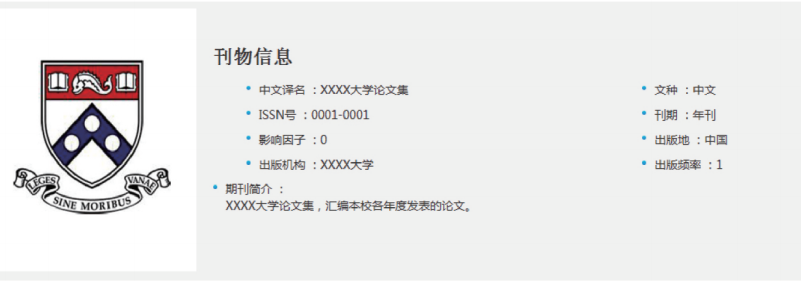 刊物信息
中文译名 ：XXXX大学论文集
文种 ：中文
ISSN号 ：0001-0001
刊期 ：年刊
影响因子 ：0
出版地 ：中国
出版机构 ：XXXX大学
出版频率 ：1
期刊简介 ：
XXXX大学论文集，汇编本校各年度发表的论文。
LEGES SINE MORIBUS VANAE